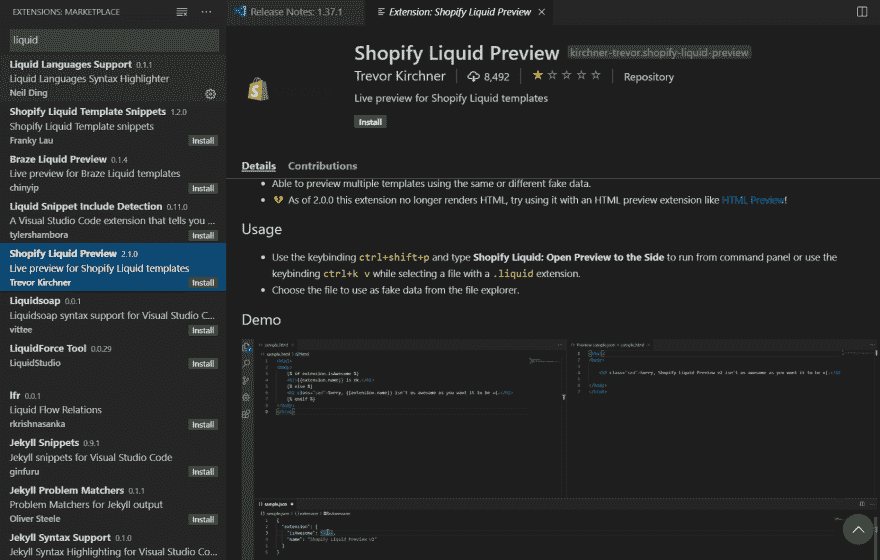 EXTENSIONS: MARKETPLACE
liquid
Liquid Languages Support 0.1.1
Liquid Languages Syntax Highlighter
Neil Ding
Shopify Liquid Template Snippets 1.2.0
Shopify Liquid Template snippets
Franky Lau
Install
Braze Liquid Preview 0.1.4
Live preview for Braze Liquid templates
chinyip
Install
Liquid Snippet Include Detection 0.11.0
A Visual Studio Code extension that tells you ...
tylershambora
Install
Shopify Liquid Preview 2.1.0
Live preview for Shopify Liquid templates
Trevor Kirchner
Install
Liquidsoap 0.0.1
Liquidsoap syntax support for Visual Studio C...
vittee
Install
LiquidForce Tool 0.0.29
LiquidStudio
Install
lfr 0.0.1
Liquid Flow Relations
rkrishnasanka
Install
Jekyll Snippets 0.9.1
Jekyll snippets for Visual Studio Code
ginfuru
Install
Jekyll Problem Matchers 0.1.1
Problem Matchers for Jekyll output
Oliver Steele
Install
Jekyll Syntax Support 0.1.0
Jekyll Syntax Highlighting for Visual Studio Co...
Release Notes: 1.37.1
Extension: Shopify Liquid Preview
Shopify Liquid Preview kirchner-trevor.shopify-liquid-preview
Trevor Kirchner 8,492 Repository
Live preview for Shopify Liquid templates
Install
Details Contributions
Able to preview multiple templates using the same or different fake data.
As of 2.0.0 this extension no longer renders HTML, try using it with an HTML preview extension like HTML Preview!
Usage
Use the keybinding ctrl+shift+p and type Shopify Liquid: Open Preview to the Side to run from command panel or use the
keybinding ctrl+k v while selecting a file with a .liquid extension.
Choose the file to use as fake data from the file explorer.
Demo
{% if extension.isAwesome %}
{% else %}
{% endif %}
"extension": {
"isAwesome":
"name": "Shopify Liquid Preview v2"